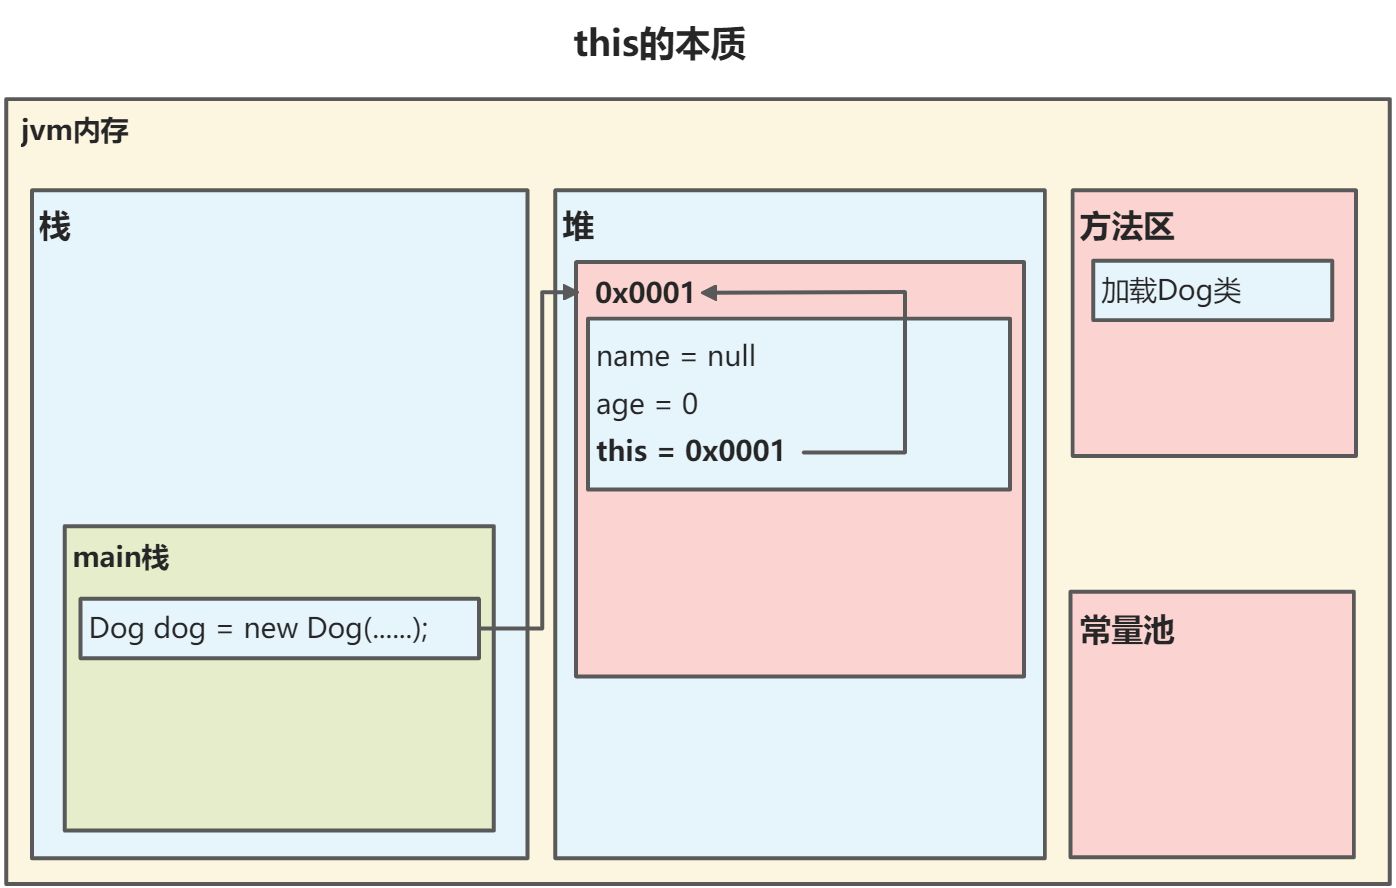 this的本质
jvm内存
栈
main栈
Dog dog = new Dog(......);
堆
0x0001
name = null
age = 0
this = 0x0001
方法区
加载Dog类
常量池